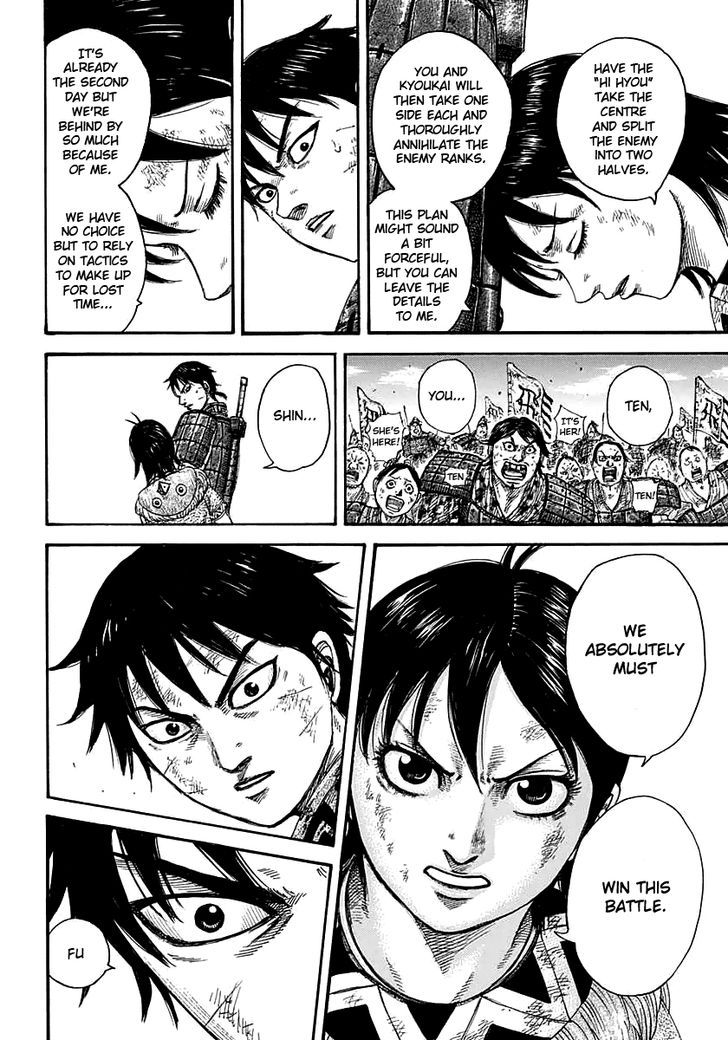 HAVE THE
"HI HYOU"
TAKE THE
CENTRE
AND SPLIT
THE ENEMY
INTO TWO
HALVES.
YOU AND
KYOUKAI WILL
THEN TAKE ONE
SIDE EACH AND
THOROUGHLY
ANNIHILATE THE
ENEMY RANKS.
THIS PLAN
MIGHT SOUND
A BIT
FORCEFUL,
BUT YOU CAN
LEAVE THE
DETAILS
TO ME.
IT'S
ALREADY
THE SECOND
DAY BUT
WE'RE
BEHIND BY
SO MUCH
BECAUSE
OF ME.
WE HAVE
NO CHOICE
BUT TO RELY
ON TACTICS
TO MAKE UP
FOR LOST
TIME...
TEN,
IT'S
HER!
TEN!
YOU...
TEN
SHE'S
HERE!
SHIN...
WE
ABSOLUTELY
MUST
WIN THIS
BATTLE.
FU